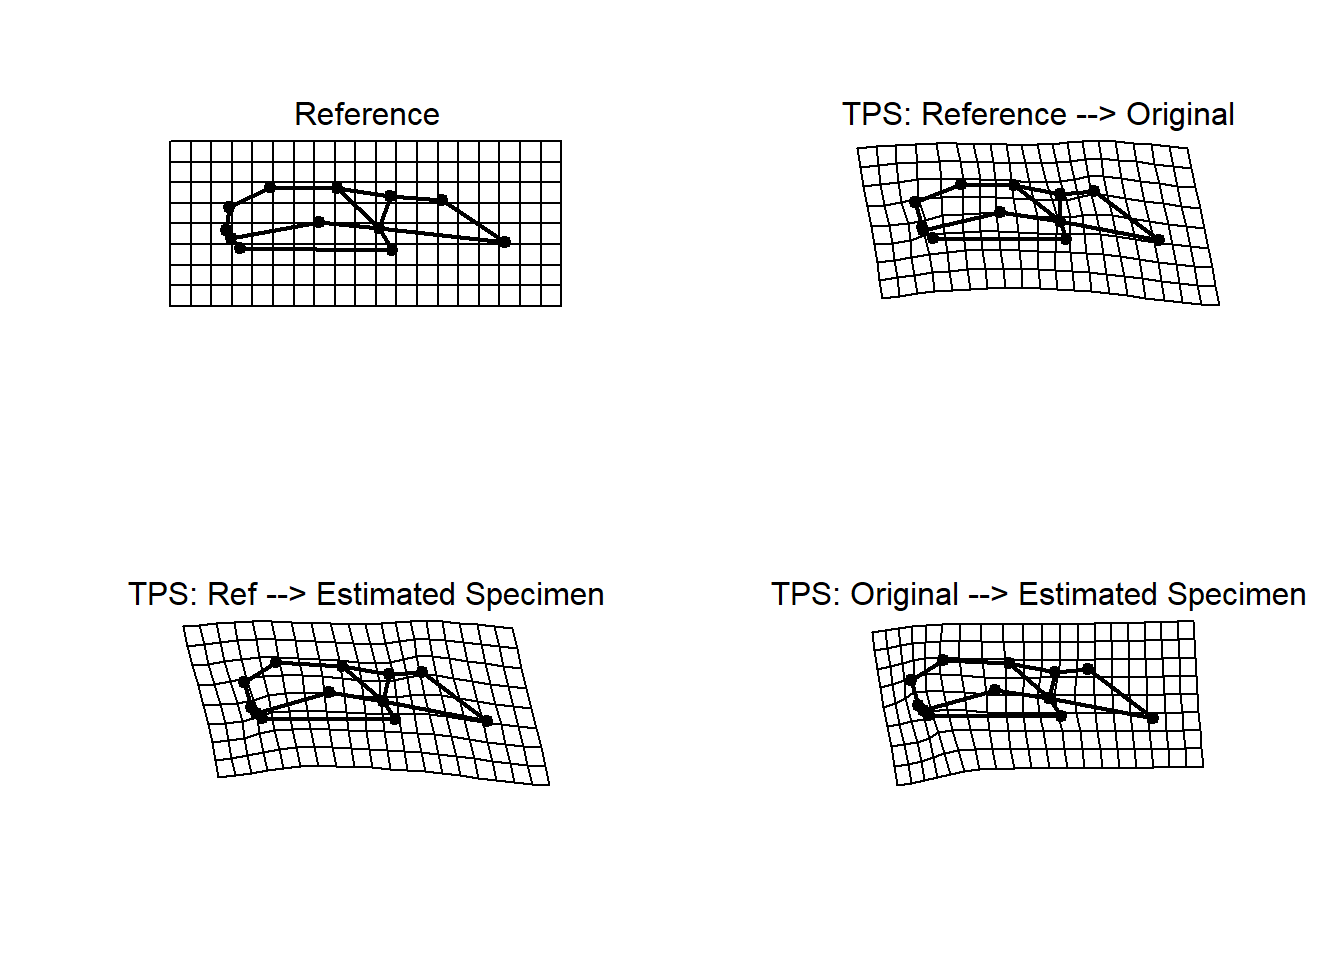 Reference
TPS: Reference --> Original
TPS: Ref --> Estimated Specimen
TPS: Original --> Estimated Specimen